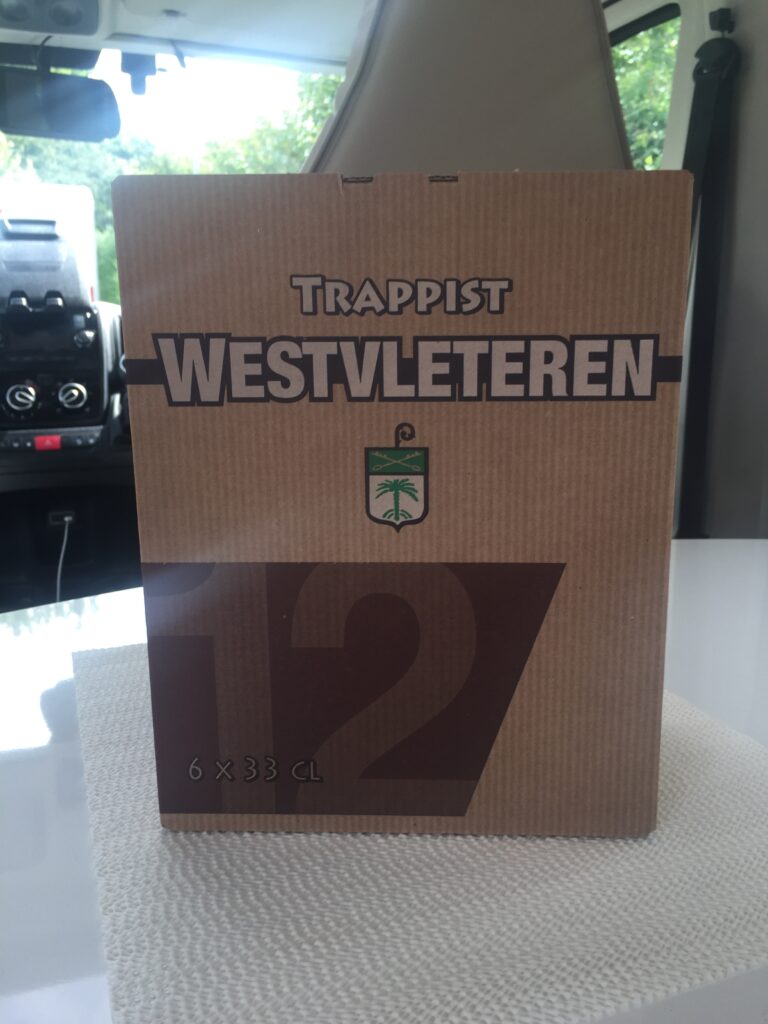 TRAPPIST
WESTVLETEREN
12
6 x 33 CL